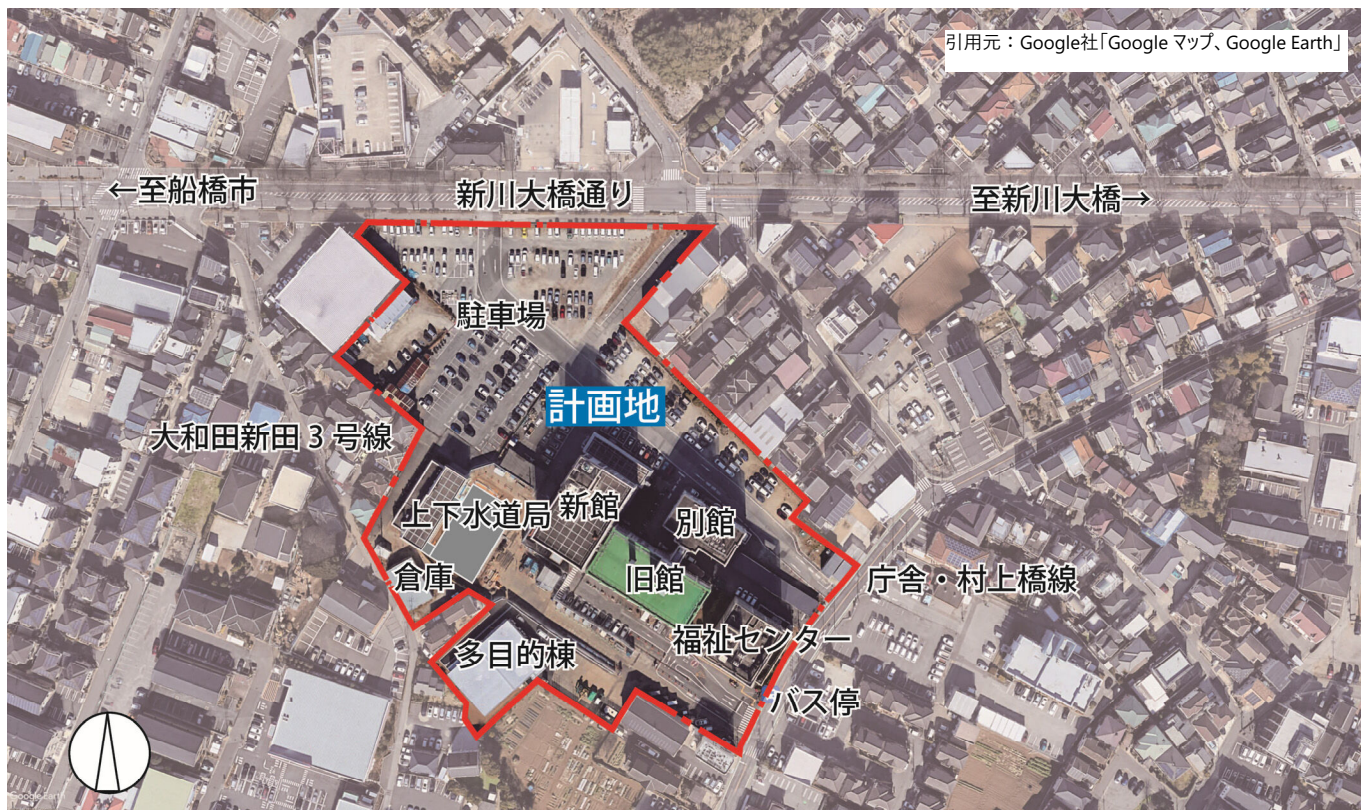 引用元：Google社「Google マップ、Google Earth」
←至船橋市
新川大橋通り
至新川大橋→
駐車場
計画地
大和田新田３号線
上下水道局
新館
別館
倉庫
旧館
庁舎・村上橋線
福祉センター
多目的棟
バス停
Google Earth